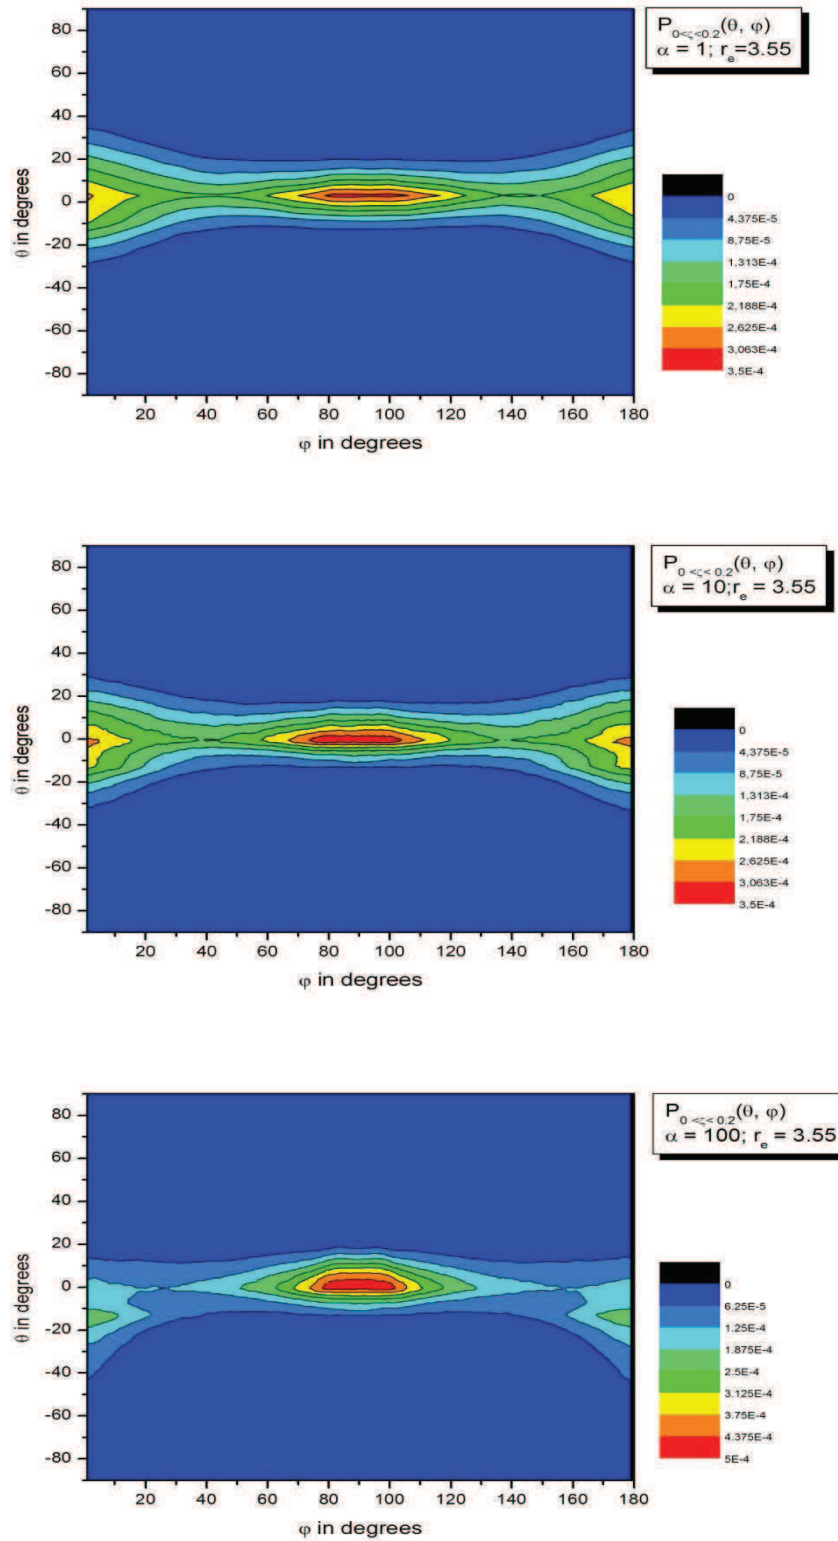 P0<ς<0.2(θ, φ)
α = 1; re=3.55
80
60
40
20
0
-20
-40
-60
-80
θ in degrees
20 40 60 80 100 120 140 160 180
φ in degrees
0
4,375E-5
8,75E-5
1,313E-4
1,75E-4
2,188E-4
2,625E-4
3,063E-4
3,5E-4
P0 <ς< 0.2(θ, φ)
α = 10;re = 3.55
80
60
40
20
0
-20
-40
-60
-80
θ in degrees
20 40 60 80 100 120 140 160 180
φ in degrees
0
4,375E-5
8,75E-5
1,313E-4
1,75E-4
2,188E-4
2,625E-4
3,063E-4
3,5E-4
P0 <ς< 0.2(θ, φ)
α = 100; re = 3.55
80
60
40
20
0
-20
-40
-60
-80
θ in degrees
20 40 60 80 100 120 140 160 180
φ in degrees
0
6.25E-5
1.25E-4
1.875E-4
2.5E-4
3.125E-4
3.75E-4
4.375E-4
5E-4